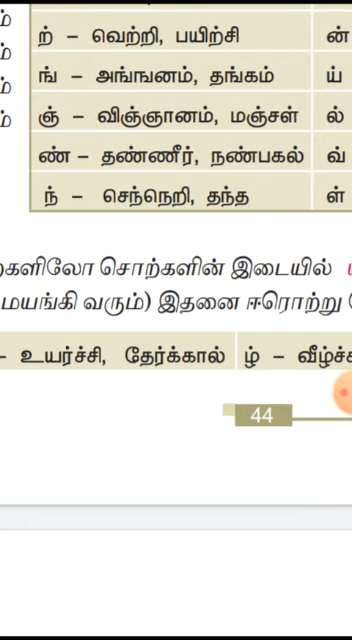 ம்
ற் – வெற்றி, பயிற்சி ன்
ம்
ங் – அங்ஙனம், தங்கம் ய்
ம்
ஞ் – விஞ்ஞானம், மஞ்சள் ல்
ம்
ண் – தண்ணீர், நண்பகல் வ்
ந் – செந்நெறி, தந்த ள்
சொற்களின் இடையில்
மயங்கி வரும்) இதனை ஈரொற்று
– உயர்ச்சி, தேர்க்கால் ழ் –
44